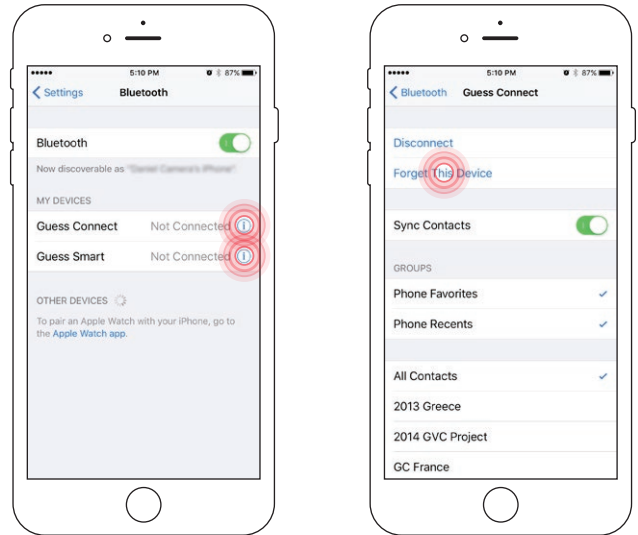 5:10 PM 87%
Settings Bluetooth
Bluetooth
Now discoverable as
MY DEVICES
Guess Connect Not Connected
Guess Smart Not Connected
OTHER DEVICES
To pair an Apple Watch with your iPhone, go to
the Apple Watch app.
5:10 PM 87%
Bluetooth Guess Connect
Disconnect
Forget This Device
Sync Contacts
GROUPS
Phone Favorites
Phone Recents
All Contacts
2013 Greece
2014 GVC Project
GC France